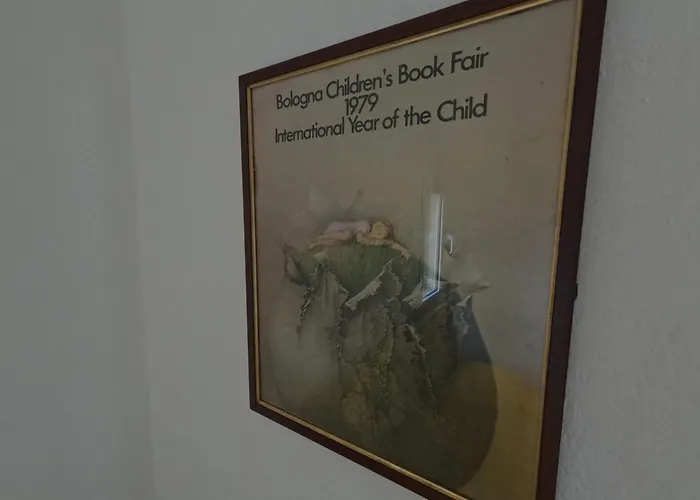 Bologna Children's Book Fair
1979
International Year of the Child